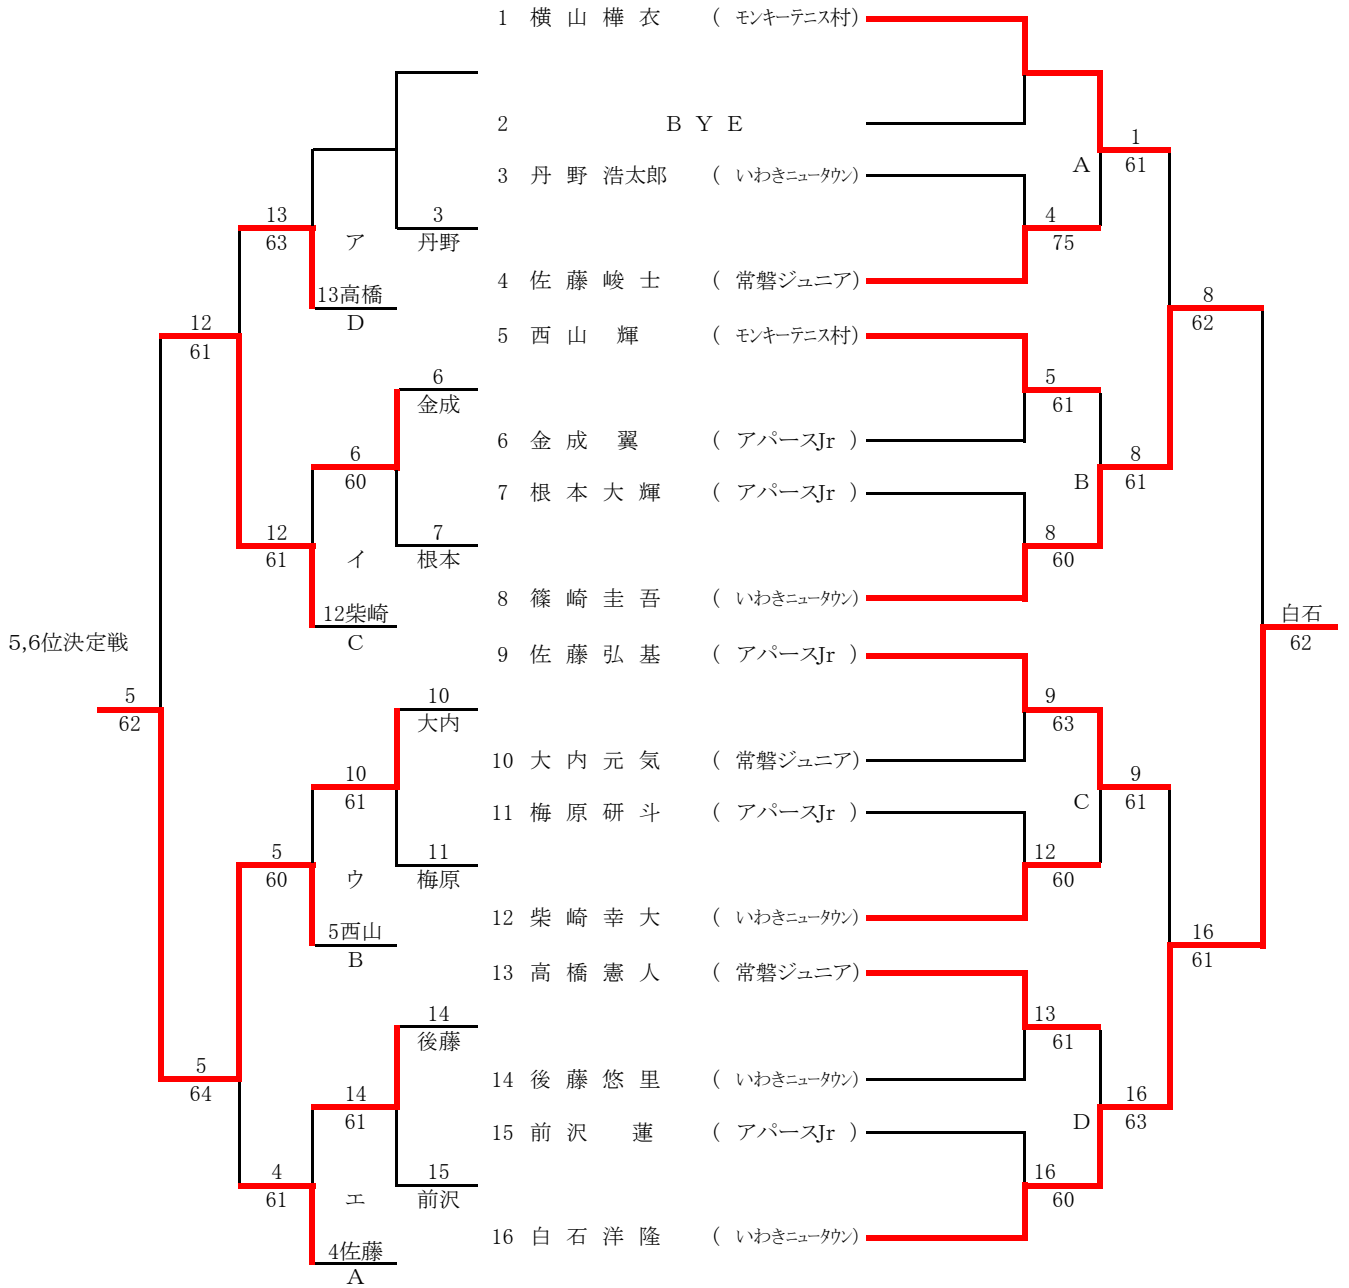 1 横 山 樺 衣 ( モンキーテニス村)
2 B Y E
3 丹 野 浩太郎 ( いわきニュータウン)
4 佐 藤 峻 士 ( 常磐ジュニア)
5 西 山 輝 ( モンキーテニス村)
6 金 成 翼 ( アパースJr )
7 根 本 大 輝 ( アパースJr )
8 篠 崎 圭 吾 ( いわきニュータウン)
9 佐 藤 弘 基 ( アパースJr )
10 大 内 元 気 ( 常磐ジュニア)
11 梅 原 研 斗 ( アパースJr )
12 柴 崎 幸 大 ( いわきニュータウン)
13 高 橋 憲 人 ( 常磐ジュニア)
14 後 藤 悠 里 ( いわきニュータウン)
15 前 沢 蓮 ( アパースJr )
16 白 石 洋 隆 ( いわきニュータウン)
4
75
5
61
8
60
9
63
12
60
13
61
16
60
A
1
61
B
8
61
C
9
61
D
16
63
8
62
16
61
白石
62
3
丹野
6
金成
7
根本
10
大内
11
梅原
14
後藤
15
前沢
ア
13高橋
D
6
60
イ
12柴崎
C
10
61
ウ
5西山
B
14
61
エ
4佐藤
A
13
63
12
61
5
60
4
61
12
61
5
64
5,6位決定戦
5
62